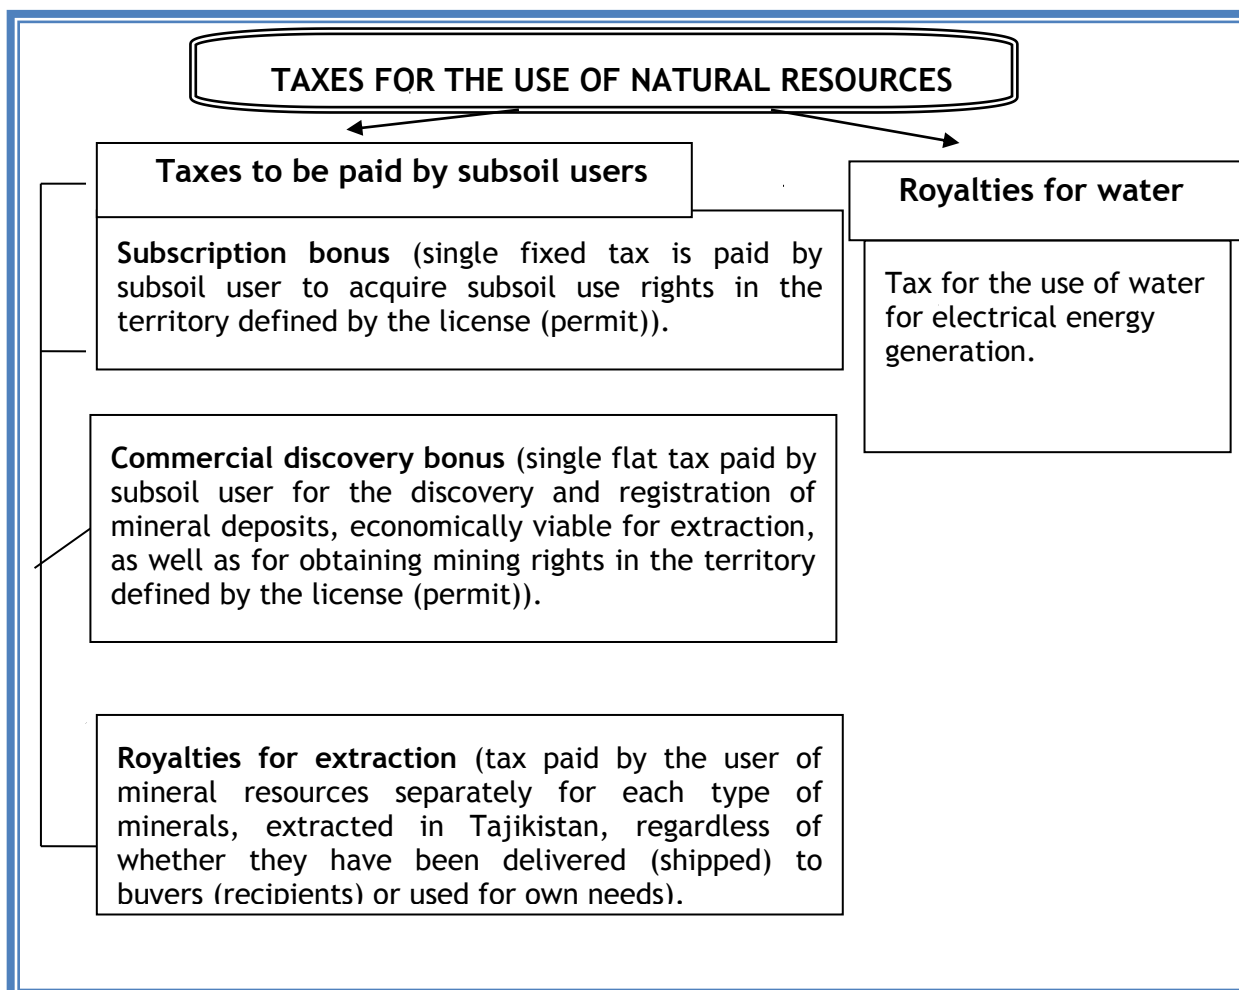 TAXES FOR THE USE OF NATURAL RESOURCES
Taxes to be paid by subsoil users
Subscription bonus (single fixed tax is paid by
subsoil user to acquire subsoil use rights in the
territory defined by the license (permit)).
Royalties for water
Tax for the use of water
for electrical energy
generation.
Commercial discovery bonus (single flat tax paid by
subsoil user for the discovery and registration of
mineral deposits, economically viable for extraction,
as well as for obtaining mining rights in the territory
defined by the license (permit)).
Royalties for extraction (tax paid by the user of
mineral resources separately for each type of
minerals, extracted in Tajikistan, regardless of
whether they have been delivered (shipped) to
buyers (recipients) or used for own needs).